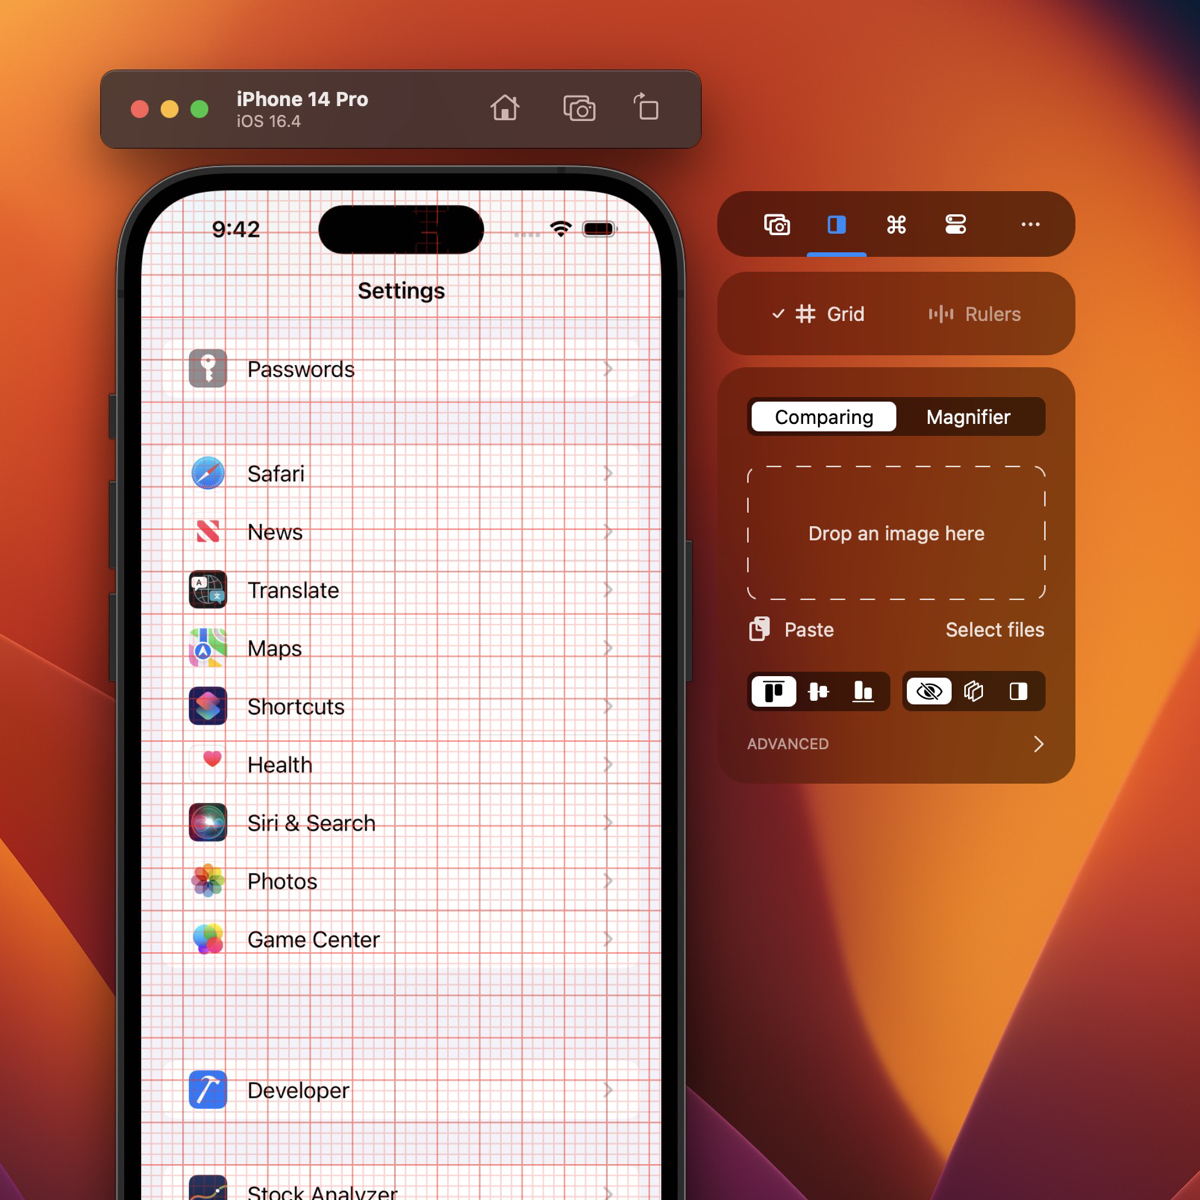 iPhone 14 Pro
iOS 16.4
9:42
Settings
Passwords
Safari
News
Translate
Maps
Shortcuts
Health
Siri & Search
Photos
Game Center
Developer
Stock Analyzer
Grid
Rulers
Comparing
Magnifier
Drop an image here
Paste
Select files
ADVANCED